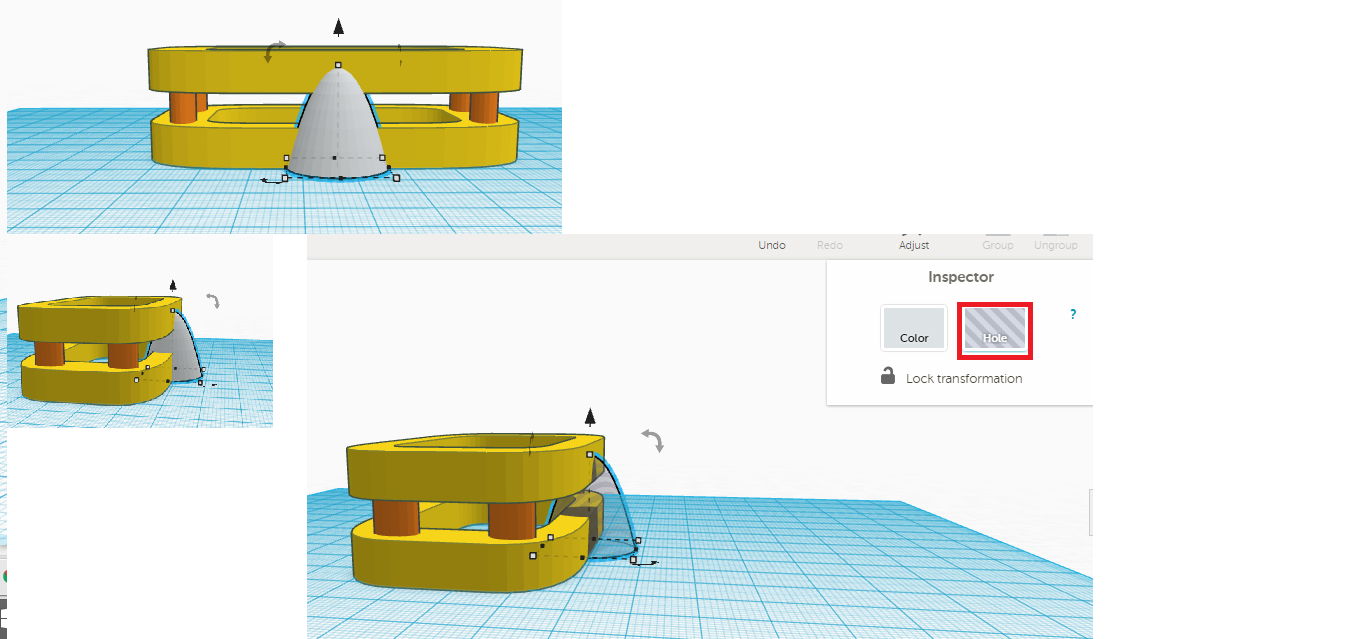 Undo Redo Adjust Group Ungroup
Inspector
Color Hole ?
Lock transformation